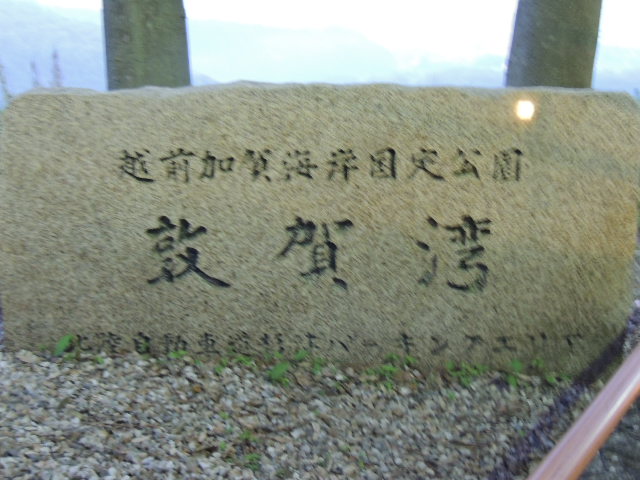 越前加賀海岸国定公園
敦賀湾
北陸自動車道杉津パーキングエリア